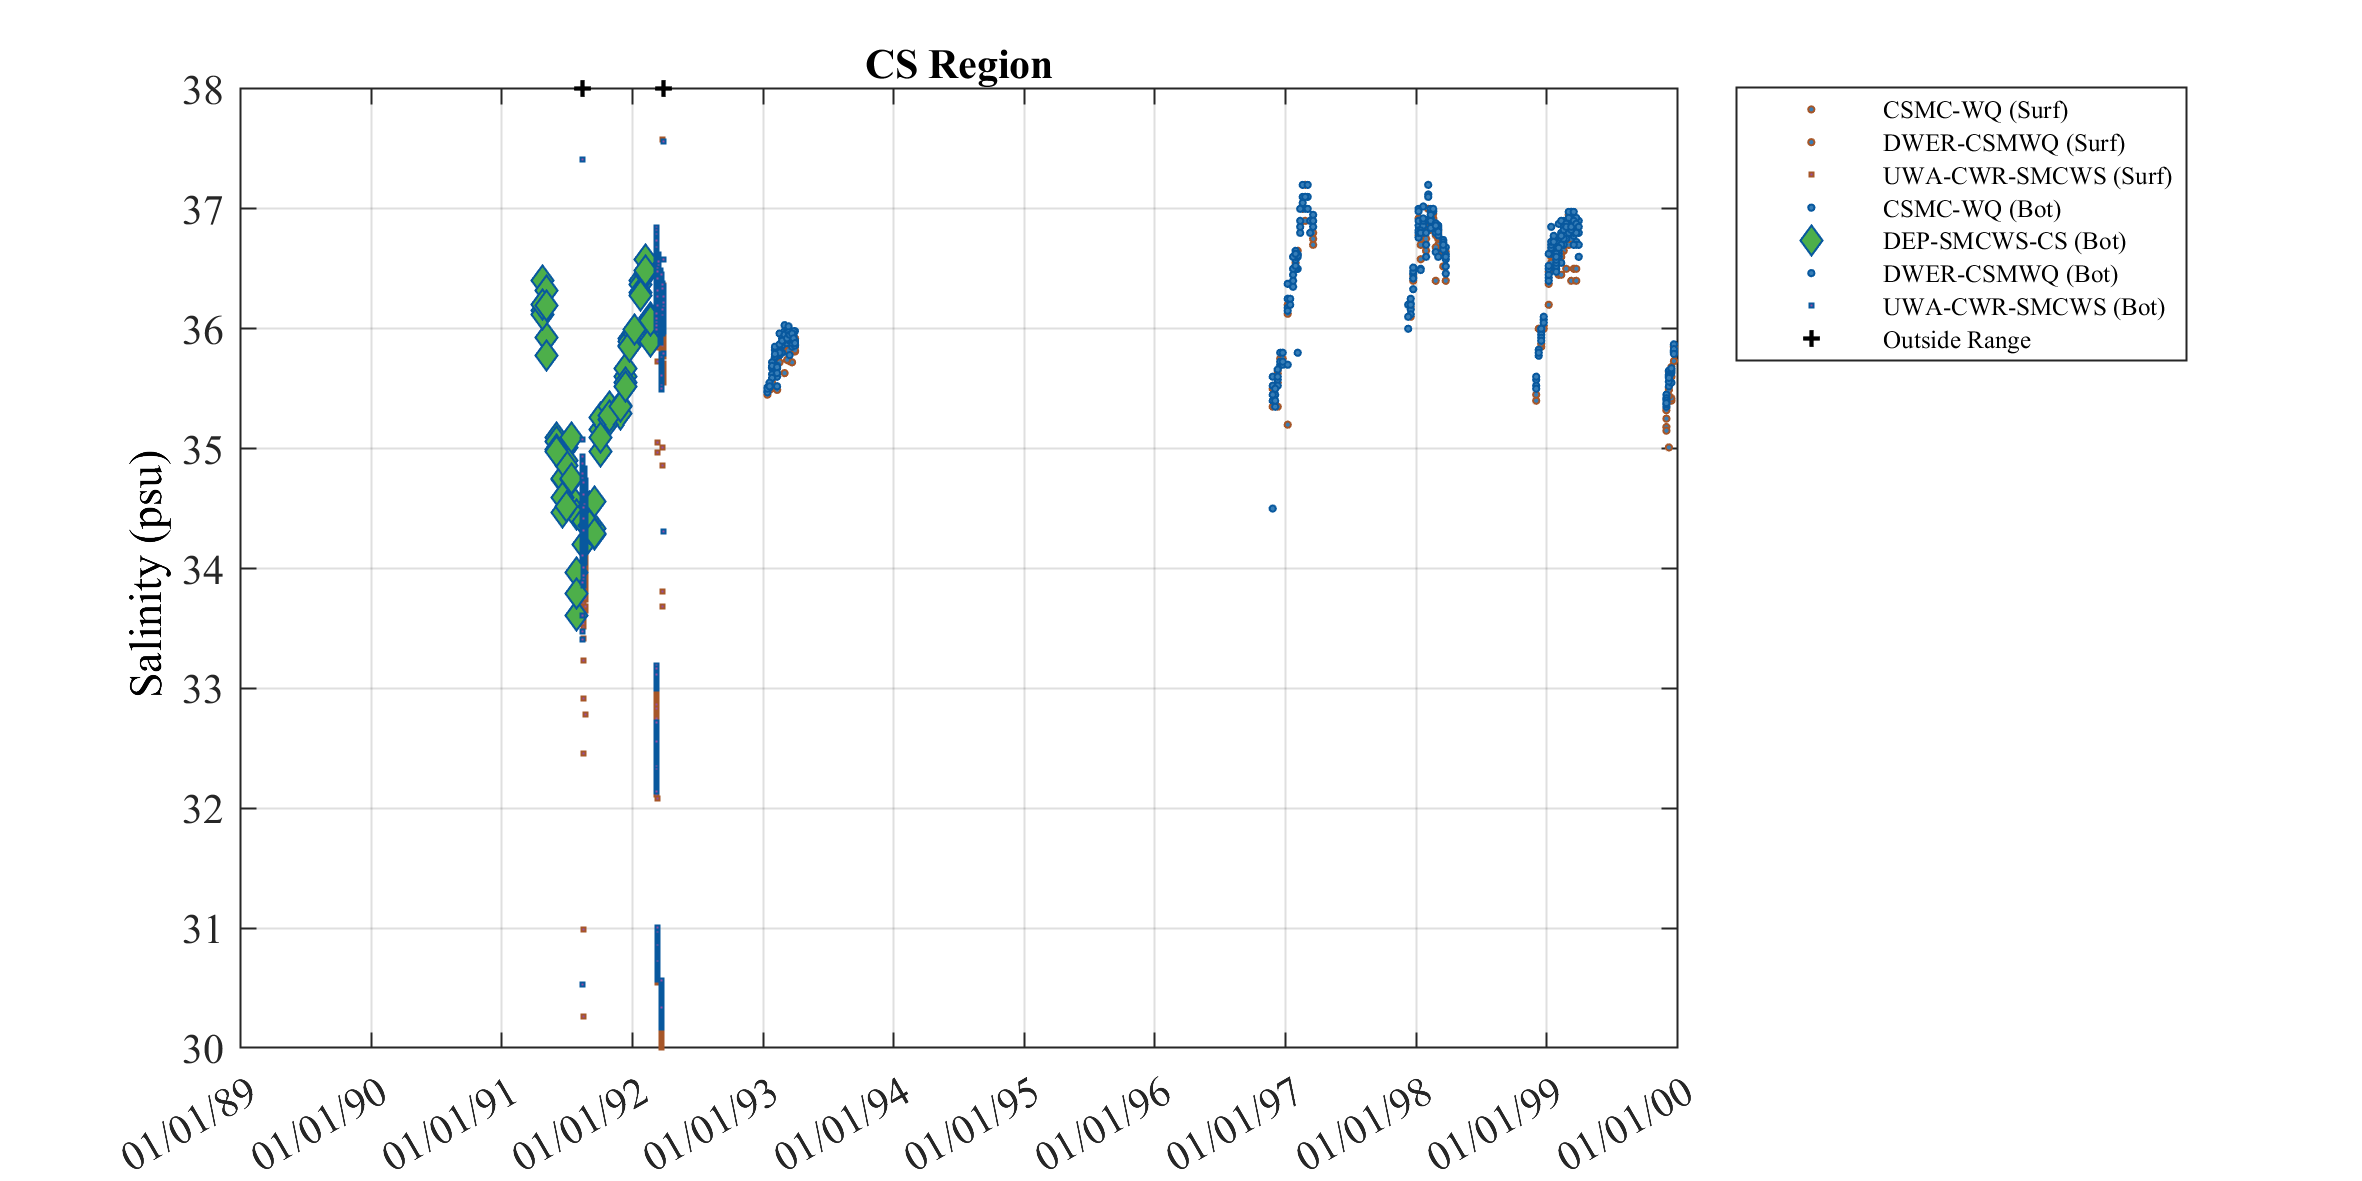 CS Region
38
37
36
35
34
33
32
31
30
Salinity (psu)
01/01/89
01/01/90
01/01/91
01/01/92
01/01/93
01/01/94
01/01/95
01/01/96
01/01/97
01/01/98
01/01/99
01/01/00
CSMC-WQ (Surf)
DWER-CSMWQ (Surf)
UWA-CWR-SMCWS (Surf)
CSMC-WQ (Bot)
DEP-SMCWS-CS (Bot)
DWER-CSMWQ (Bot)
UWA-CWR-SMCWS (Bot)
Outside Range